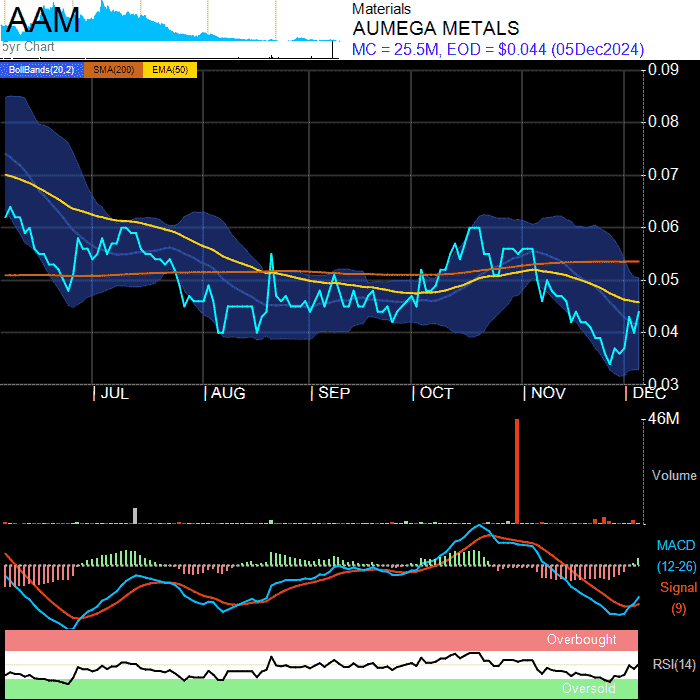 AAM
5yr Chart
Materials
AUMEGA METALS
MC = 25.5M, EOD = $0.044 (05Dec2024)
BollBands(20,2) SMA(200) EMA(50)
0.09
0.08
0.07
0.06
0.05
0.04
0.03
| JUL | AUG | SEP | OCT | NOV | DEC
46M
Volume
MACD
(12-26)
Signal
(9)
Overbought
RSI(14)
Oversold